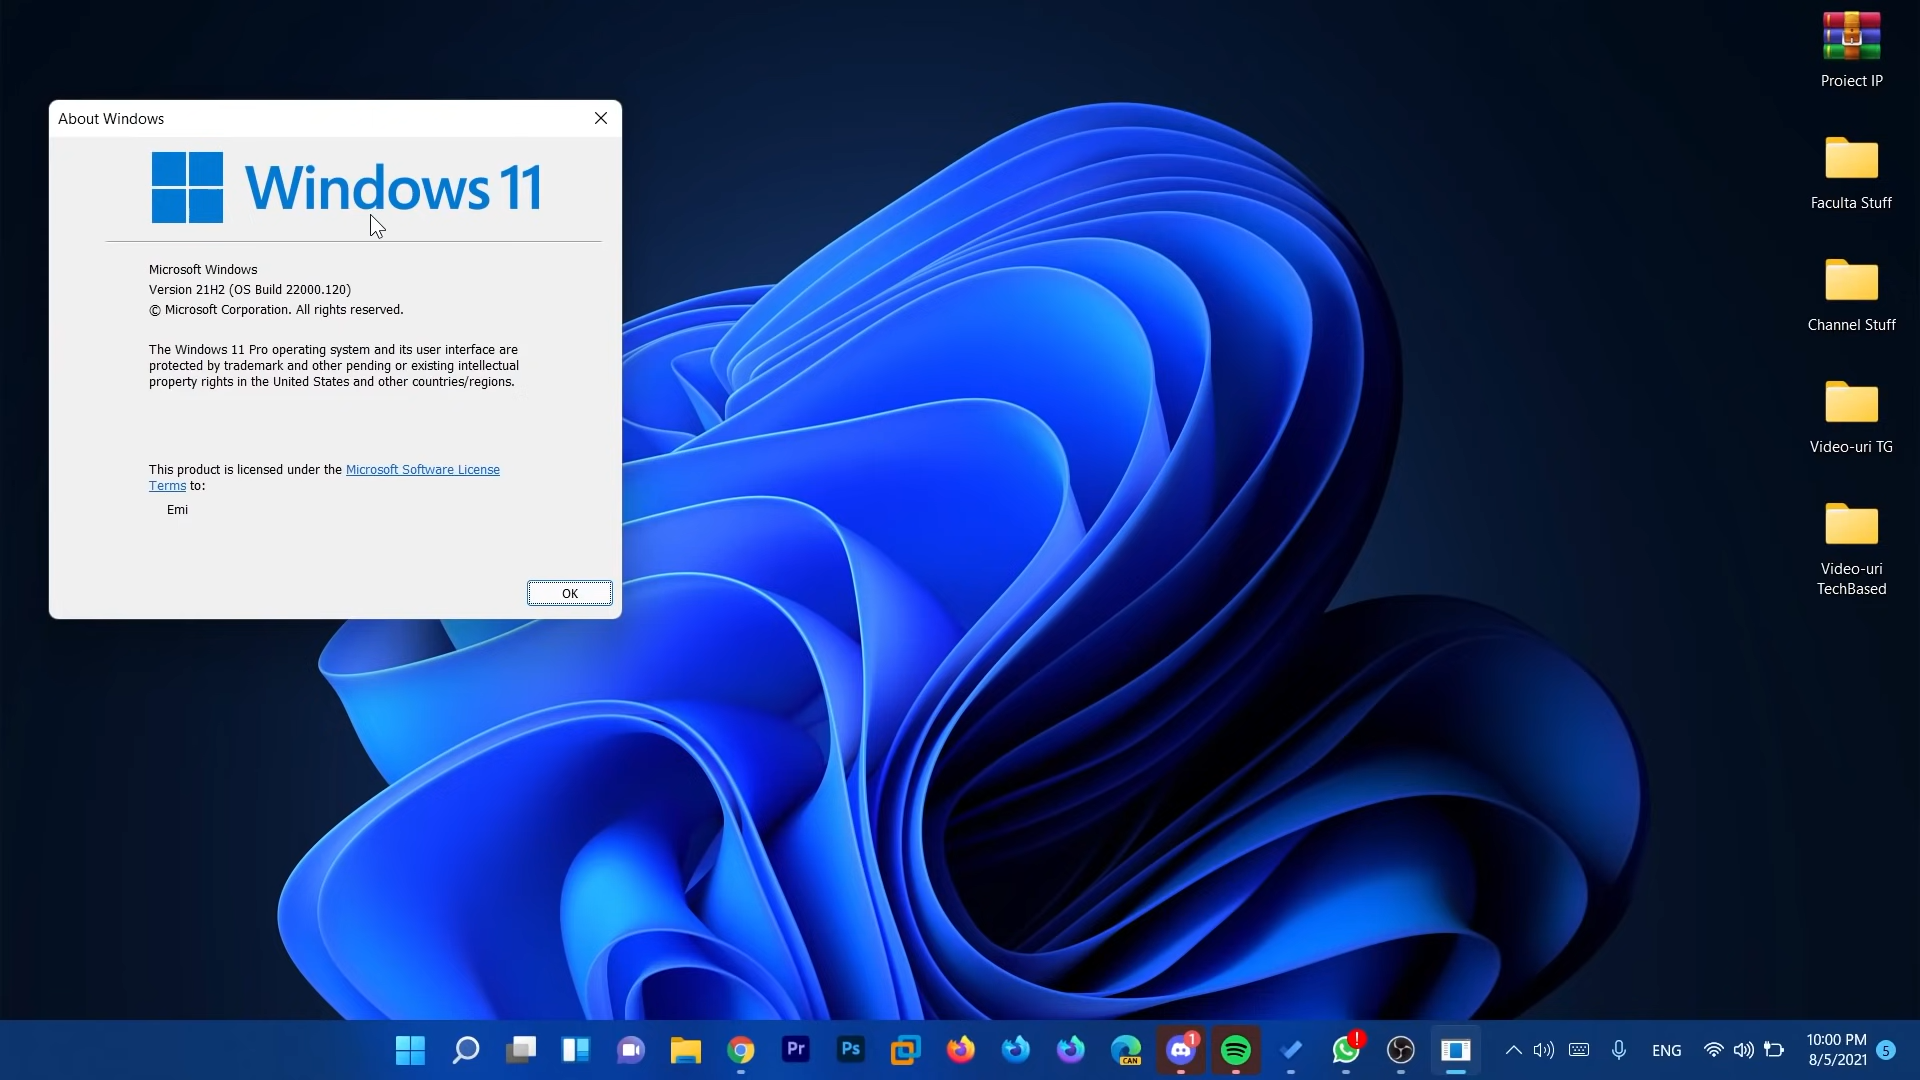 About Windows
Windows 11
Microsoft Windows
Version 21H2 (OS Build 22000.120)
© Microsoft Corporation. All rights reserved.
The Windows 11 Pro operating system and its user interface are
protected by trademark and other pending or existing intellectual
property rights in the United States and other countries/regions.
This product is licensed under the Microsoft Software License
Terms to:
Emi
OK
Proiect IP
Faculta Stuff
Channel Stuff
Video-uri TG
Video-uri
TechBased
Pr
Ps
CAN
1
!
ENG
10:00 PM
8/5/2021
5